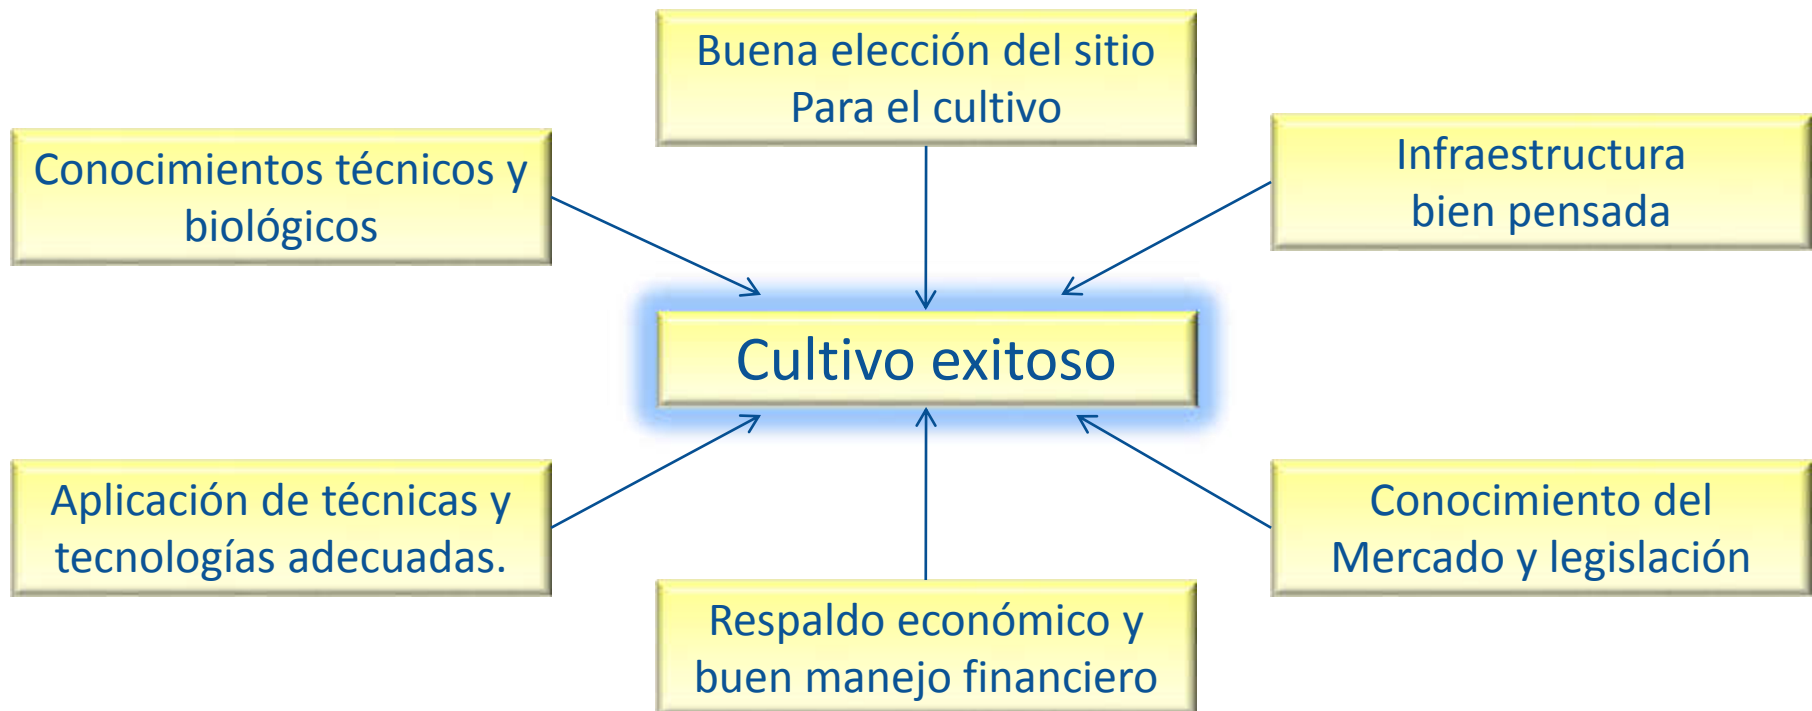 Buena elección del sitio
Para el cultivo
Conocimientos técnicos y
biológicos
Infraestructura
bien pensada
Cultivo exitoso
Aplicación de técnicas y
tecnologías adecuadas.
Conocimiento del
Mercado y legislación
Respaldo económico y
buen manejo financiero